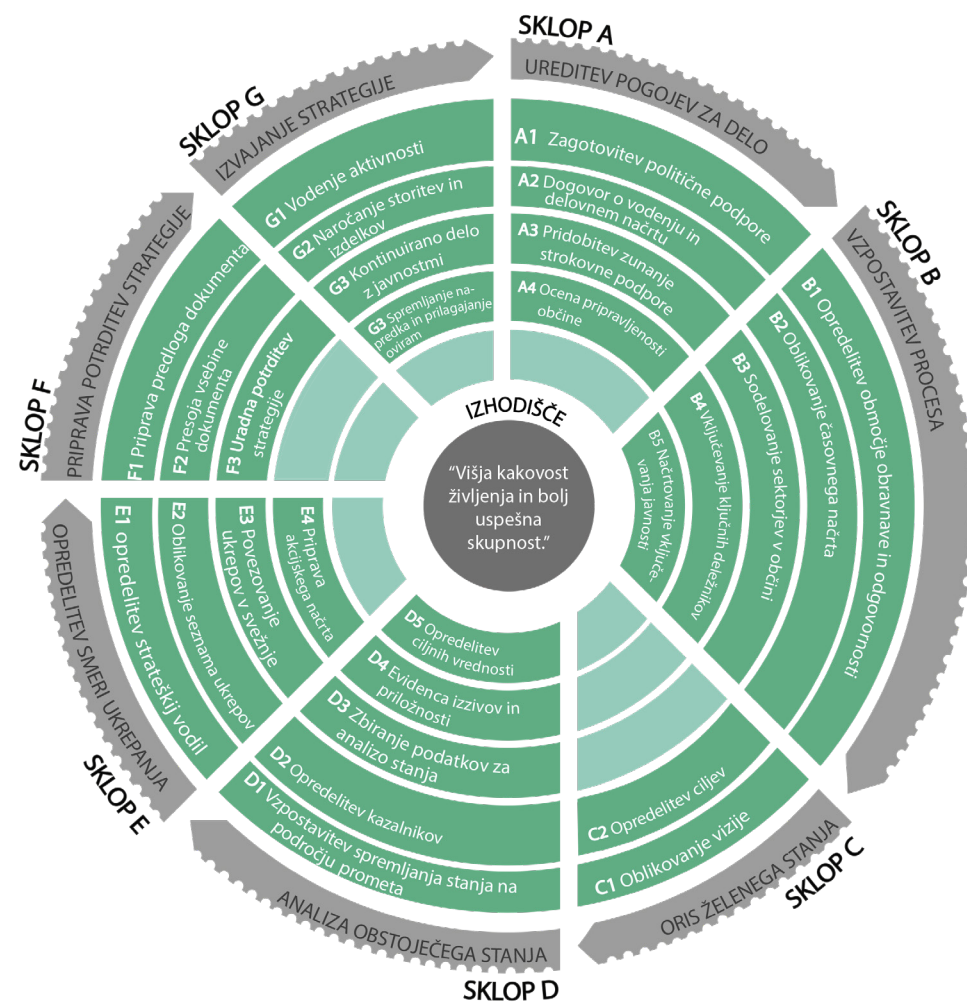 SKLOP A
UREDITEV POGOJEV ZA DELO
A1 Zagotovitev politične podpore
A2 Dogovor o vodenju in
delovnem načrtu
A3 Pridobitev zunanje
strokovne podpore
A4 Ocena pripravljenosti
občine
SKLOP B
VZPOSTAVITEV PROCESA
B1 Opredelitev območje obravnave in odgovornosti
B2 Oblikovanje časovnega načrta
B3 Sodelovanje sektorjev v občini
B4 Vključevanje ključnih deležnikov
B5 Načrtovanje vključe-
vanja javnosti
SKLOP C
ORIS ŽELENEGA STANJA
C1 Oblikovanje vizije
C2 Opredelitev ciljev
SKLOP D
ANALIZA OBSTOJEČEGA STANJA
D1 Vzpostavitev spremljanja stanja na
področju prometa
D2 Opredelitev kazalnikov
D3 Zbiranje podatkov za
analizo stanja
D4 Evidenca izzivov in
priložnosti
D5 Opredelitev
ciljnih vrednosti
SKLOP E
OPREDELITEV SMERI UKREPANJA
E1 opredelitev strateškij vodil
E2 Oblikovanje seznama ukrepov
E3 Povezovanje
ukrepov v svežnje
E4 Priprava
akcijskega načrta
SKLOP F
PRIPRAVA POTRDITEV STRATEGIJE
F1 Priprava predloga dokumenta
F2 Presoja vsebine
dokumenta
F3 Uradna potrditev
strategije
SKLOP G
IZVAJANJE STRATEGIJE
G1 Vodenje aktivnosti
G2 Naročanje storitev in
izdelkov
G3 Kontinuirano delo
z javnostmi
G3 Spremljanje na-
predka in prilagajanje
oviram
IZHODIŠČE
“Višja kakovost
življenja in bolj
uspešna
skupnost.”